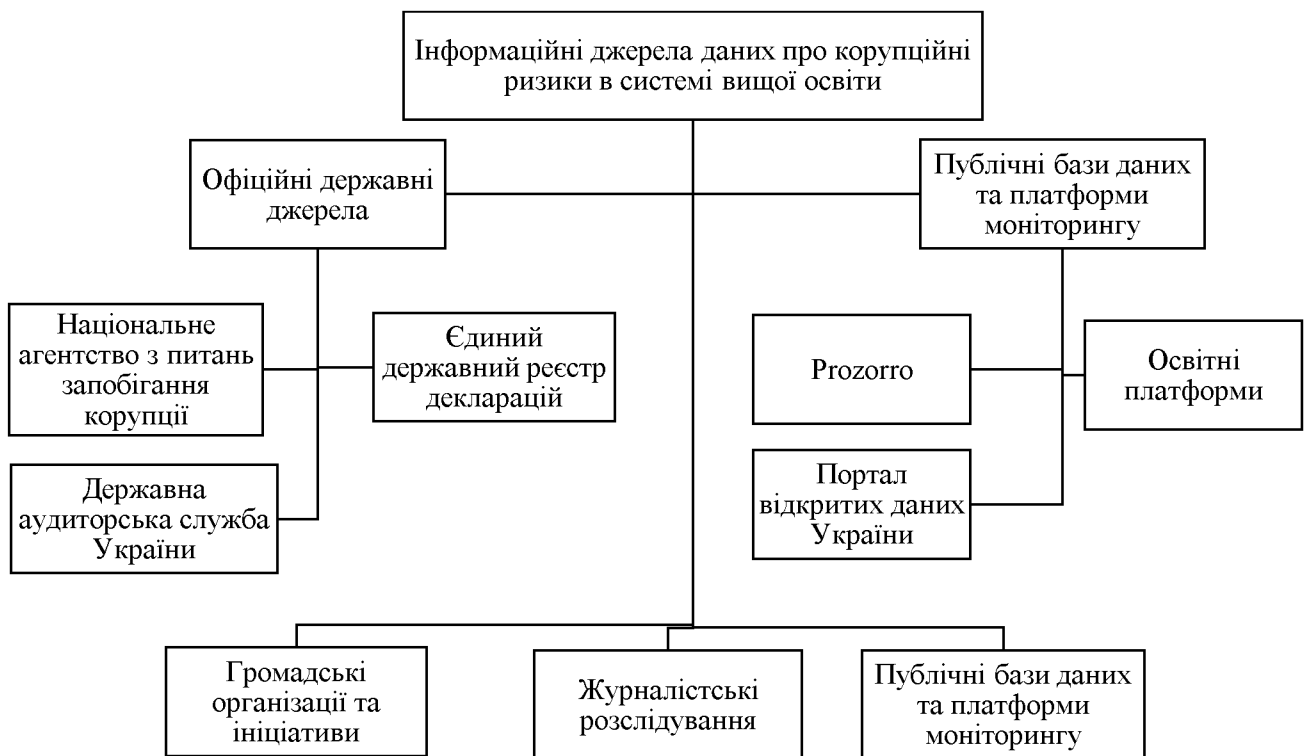 Інформаційні джерела даних про корупційні
ризики в системі вищої освіти
Офіційні державні
джерела
Публічні бази даних
та платформи
моніторингу
Національне
агентство з питань
запобігання
корупції
Єдиний
державний реєстр
декларацій
Prozorro
Освітні
платформи
Державна
аудиторська служба
України
Портал
відкритих даних
України
Громадські
організації та
ініціативи
Журналістські
розслідування
Публічні бази даних
та платформи
моніторингу